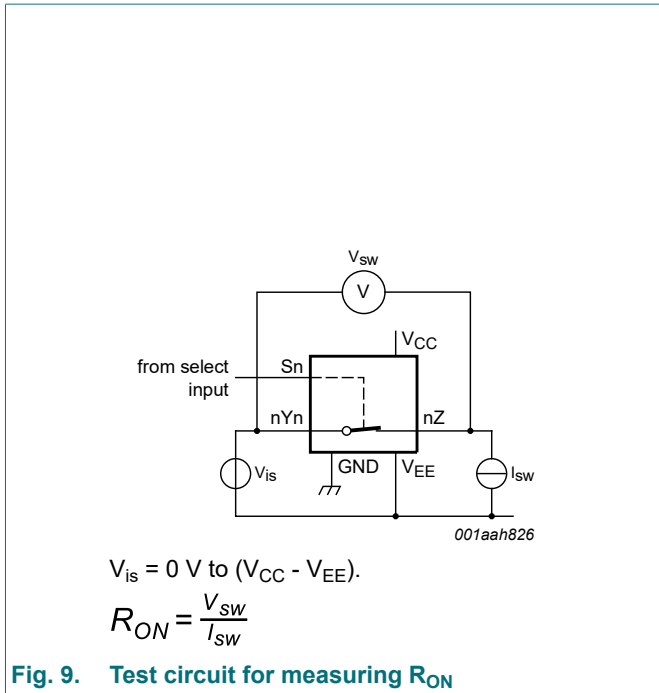 Vsw
V
VCC
from select
input
Sn
nYn
nZ
Vis
GND
VEE
Isw
001aah826
Vis = 0 V to (VCC - VEE).
RON = Vsw / Isw
Fig. 9. Test circuit for measuring RON